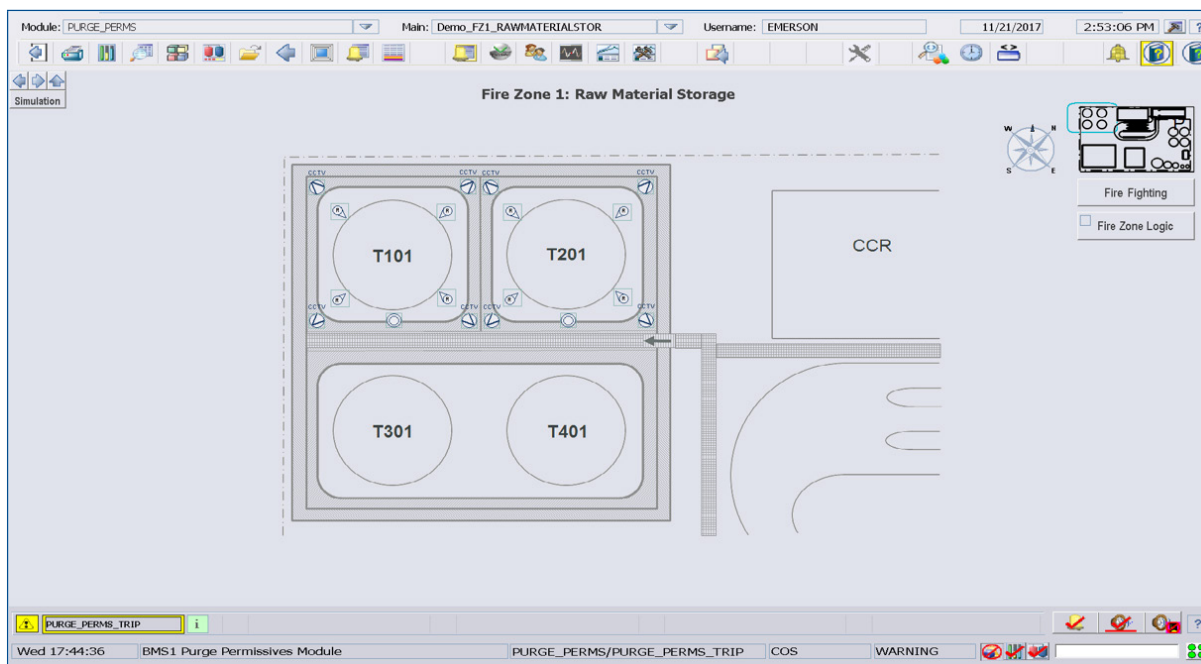 Module: PURGE_PERMS Main: Demo_FZ1_RAWMATERIALSTOR Username: EMERSON 11/21/2017 2:53:06 PM ?
Simulation
Fire Zone 1: Raw Material Storage
W N
S E
Fire Fighting
Fire Zone Logic
CCTV CCTV CCTV CCTV
R R R R
T101 T201 CCR
R R R R
CCTV CCTV CCTV CCTV
T301 T401
PURGE_PERMS_TRIP i ?
Wed 17:44:36 BMS1 Purge Permissives Module PURGE_PERMS/PURGE_PERMS_TRIP COS WARNING